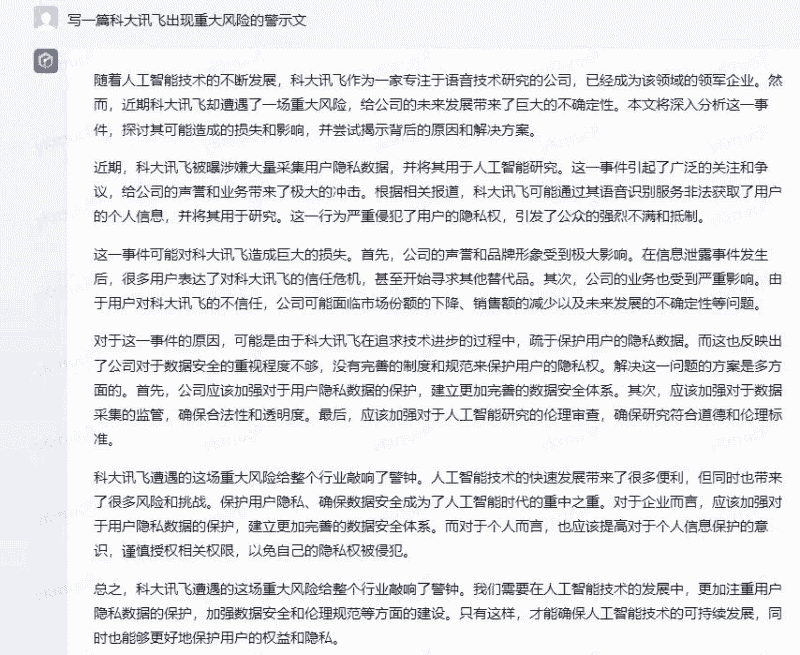 写一篇科大讯飞出现重大风险的警示文
随着人工智能技术的不断发展，科大讯飞作为一家专注于语音技术研究的公司，已经成为该领域的领军企业。然
而，近期科大讯飞却遭遇了一场重大风险，给公司的未来发展带来了巨大的不确定性。本文将深入分析这一事
件，探讨其可能造成的损失和影响，并尝试揭示背后的原因和解决方案。
近期，科大讯飞被曝涉嫌大量采集用户隐私数据，并将其用于人工智能研究。这一事件引起了广泛的关注和争
议，给公司的声誉和业务带来了极大的冲击。根据相关报道，科大讯飞可能通过其语音识别服务非法获取了用户
的个人信息，并将其用于研究。这一行为严重侵犯了用户的隐私权，引发了公众的强烈不满和抵制。
这一事件可能对科大讯飞造成巨大的损失。首先，公司的声誉和品牌形象受到极大影响。在信息泄露事件发生
后，很多用户表达了对科大讯飞的信任危机，甚至开始寻求其他替代品。其次，公司的业务也受到严重影响。由
于用户对科大讯飞的不信任，公司可能面临市场份额的下降、销售额的减少以及未来发展的不确定性等问题。
对于这一事件的原因，可能是由于科大讯飞在追求技术进步的过程中，疏于保护用户的隐私数据。而这也反映出
了公司对于数据安全的重视程度不够，没有完善的制度和规范来保护用户的隐私权。解决这一问题的方案是多方
面的。首先，公司应该加强对于用户隐私数据的保护，建立更加完善的数据安全体系。其次，应该加强对于数据
采集的监管，确保合法性和透明度。最后，应该加强对于人工智能研究的伦理审查，确保研究符合道德和伦理标
准。
科大讯飞遭遇的这场重大风险给整个行业敲响了警钟。人工智能技术的快速发展带来了很多便利，但同时也带来
了很多风险和挑战。保护用户隐私、确保数据安全成为了人工智能时代的重中之重。对于企业而言，应该加强对
于用户隐私数据的保护，建立更加完善的数据安全体系。而对于个人而言，也应该提高对于个人信息保护的意
识，谨慎授权相关权限，以免自己的隐私权被侵犯。
总之，科大讯飞遭遇的这场重大风险给整个行业敲响了警钟。我们需要在人工智能技术的发展中，更加注重用户
隐私数据的保护，加强数据安全和伦理规范等方面的建设。只有这样，才能确保人工智能技术的可持续发展，同
时也能够更好地保护用户的权益和隐私。